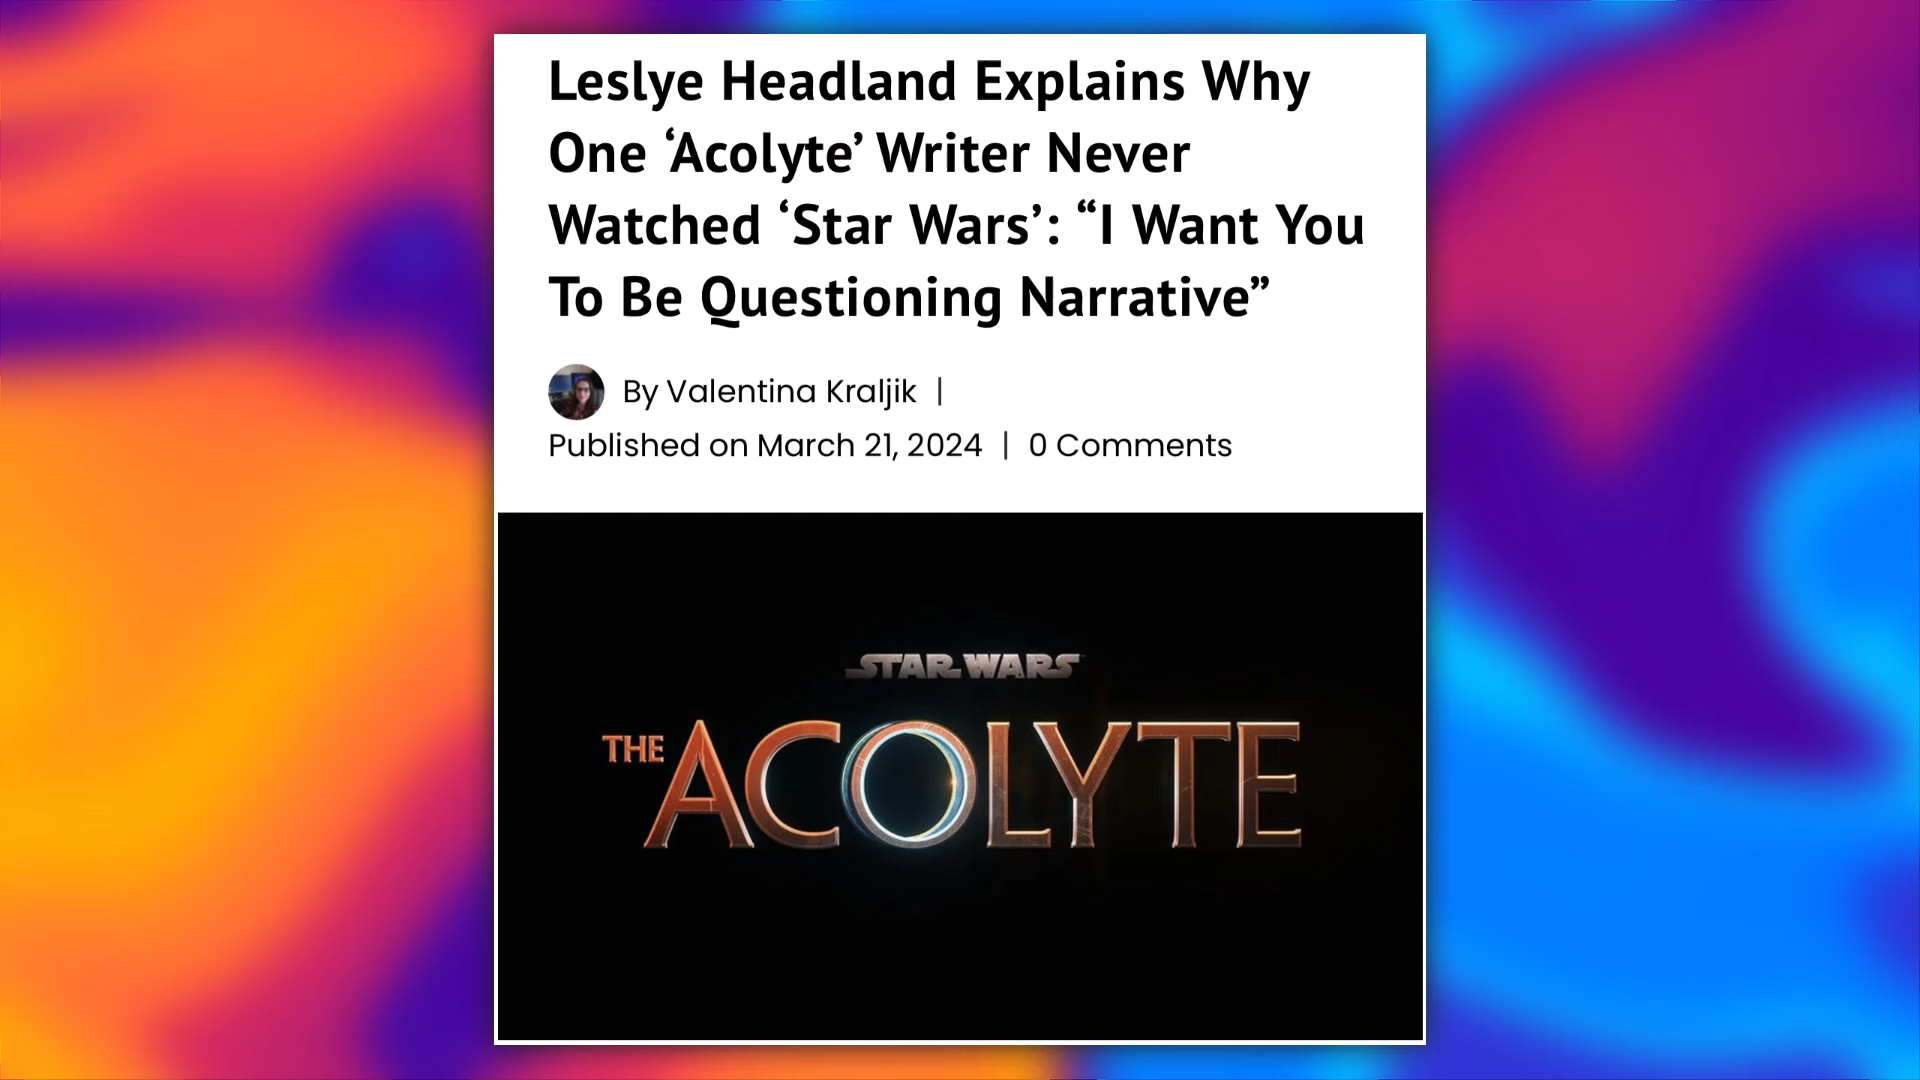 Leslye Headland Explains Why
One ‘Acolyte’ Writer Never
Watched ‘Star Wars’: “I Want You
To Be Questioning Narrative”
By Valentina Kraljik |
Published on March 21, 2024 | 0 Comments
STAR WARS
THE ACOLYTE